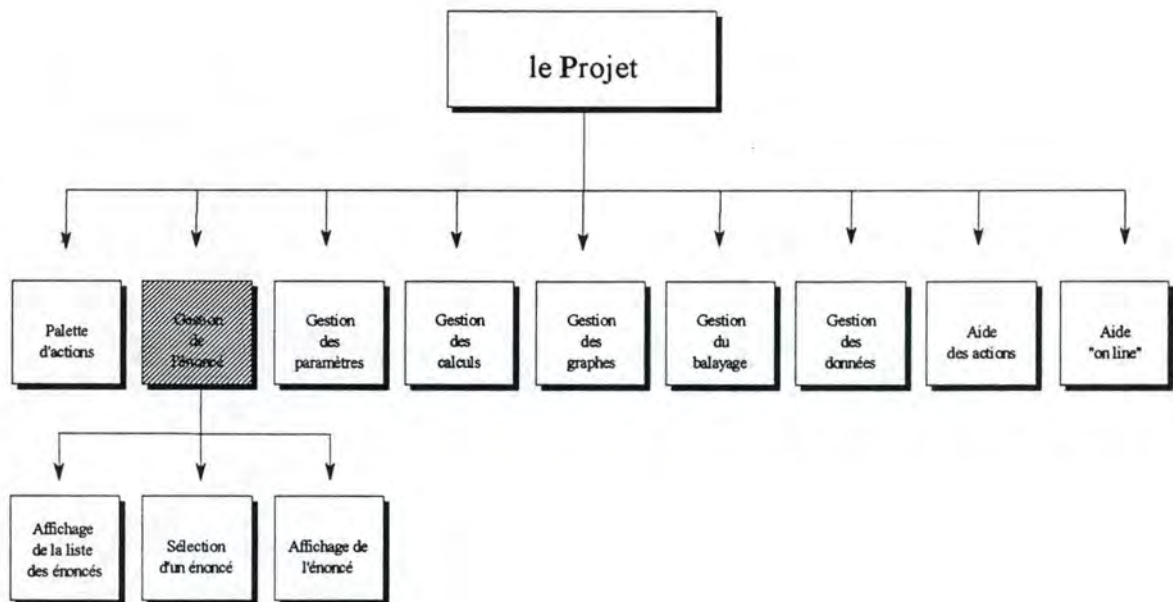 le Projet
Palette
d'actions
Gestion
de
l'énoncé
Gestion
des
paramètres
Gestion
des
calculs
Gestion
des
graphes
Gestion
du
balayage
Gestion
des
données
Aide
des actions
Aide
"on line"
Affichage
de la liste
des énoncés
Sélection
d'un énoncé
Affichage de
l'énoncé